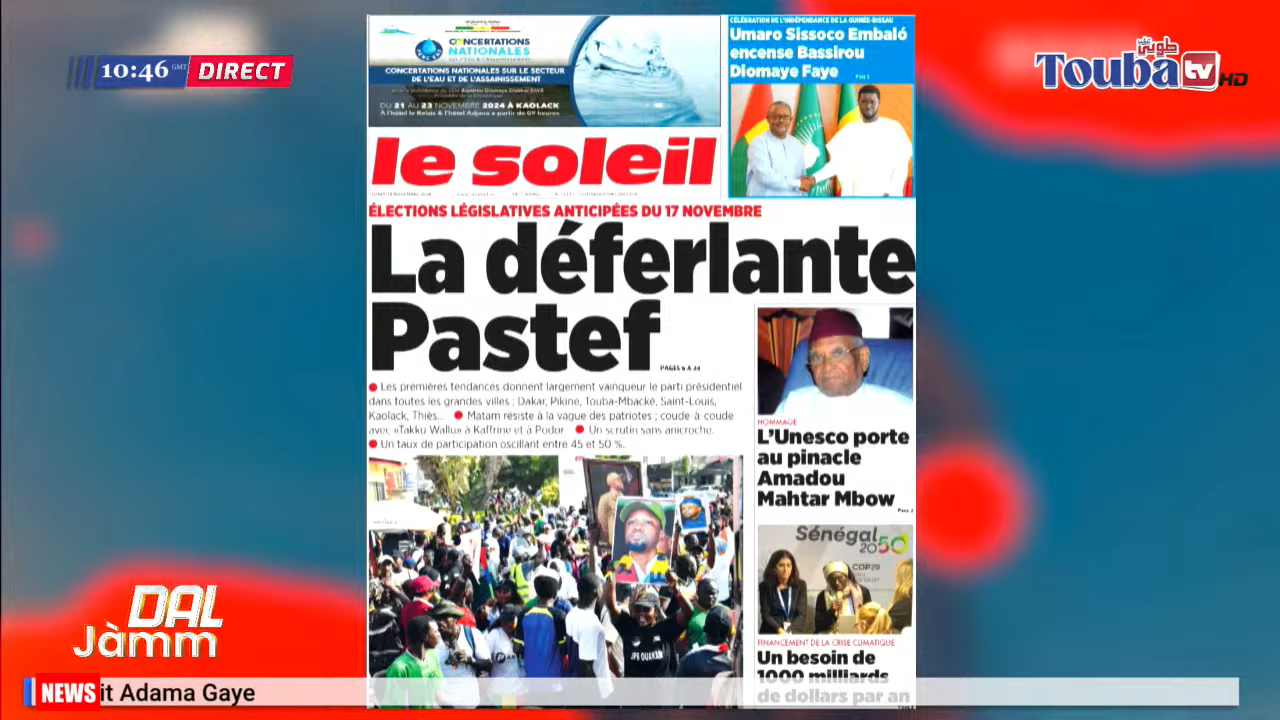 10:46 GMT DIRECT
Touba tv HD
CONCERTATIONS
NATIONALES
CONCERTATIONS NATIONALES SUR LE SECTEUR
DE L'EAU ET DE L'ASSAINISSEMENT
DU 21 AU 23 NOVEMBRE 2024 À KAOLACK
CÉLÉBRATION DE L'INDÉPENDANCE DE LA GUINÉE-BISSAU
Umaro Sissoco Embaló
encense Bassirou
Diomaye Faye
le soleil
ÉLECTIONS LÉGISLATIVES ANTICIPÉES DU 17 NOVEMBRE
La déferlante
Pastef
PAGES 6 À 24
● Les premières tendances donnent largement vainqueur le parti présidentiel
dans toutes les grandes villes : Dakar, Pikine, Touba-Mbacké, Saint-Louis,
Kaolack, Thiès... ● Matam résiste à la vague des patriotes ; coude à coude
avec «Takku Wallu» à Kaffrine et à Podor ● Un scrutin sans anicroche.
● Un taux de participation oscillant entre 45 et 50 %.
HOMMAGE
L'Unesco porte
au pinacle
Amadou
Mahtar Mbow
PAGE 2
Sénégal
2050
COP29
FINANCEMENT DE LA CRISE CLIMATIQUE
Un besoin de
1000 milliards
de dollars par an
DAL
Jàmm
NEWS it Adama Gaye